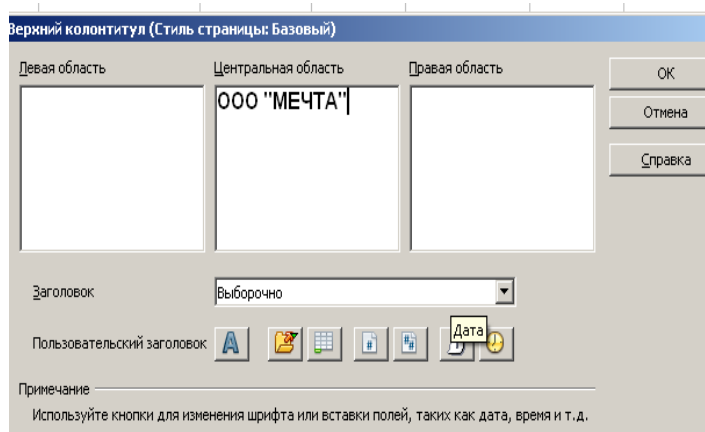 Верхний колонтитул (Стиль страницы: Базовый)
Левая область Центральная область Правая область
ООО "МЕЧТА"
OK
Отмена
Справка
Заголовок Выборочно
Дата
Пользовательский заголовок
Примечание
Используйте кнопки для изменения шрифта или вставки полей, таких как дата, время и т.д.